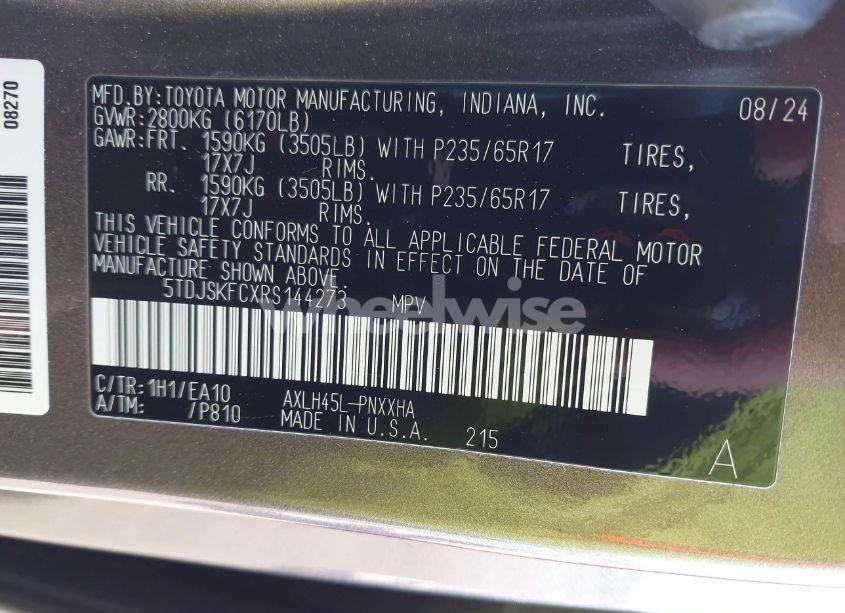 08270
MFD.BY:TOYOTA MOTOR MANUFACTURING, INDIANA, INC. 08/24
GVWR:2800KG (6170LB)
GAWR:FRT. 1590KG (3505LB) WITH P235/65R17 TIRES,
17X7J RIMS.
RR. 1590KG (3505LB) WITH P235/65R17 TIRES,
17X7J RIMS.
THIS VEHICLE CONFORMS TO ALL APPLICABLE FEDERAL MOTOR
VEHICLE SAFETY STANDARDS IN EFFECT ON THE DATE OF
MANUFACTURE SHOWN ABOVE.
5TDJSKFCXRS144273 MPV
wheelwise
C/TR:1H1/EA10 AXLH45L-PNXXHA
A/TM: /P810 MADE IN U.S.A. 215
A